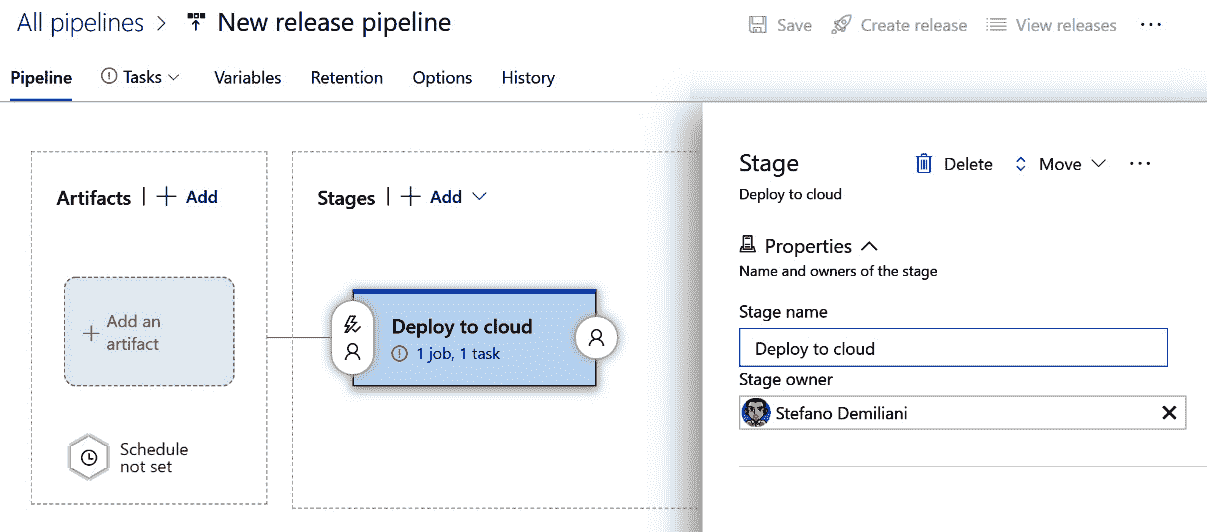 All pipelines > New release pipeline
Save Create release View releases ...
Pipeline Tasks Variables Retention Options History
Artifacts | + Add
Stages | + Add
+ Add an
artifact
Schedule
not set
Deploy to cloud
1 job, 1 task
Stage
Delete Move ...
Deploy to cloud
Properties
Name and owners of the stage
Stage name
Deploy to cloud
Stage owner
Stefano Demiliani